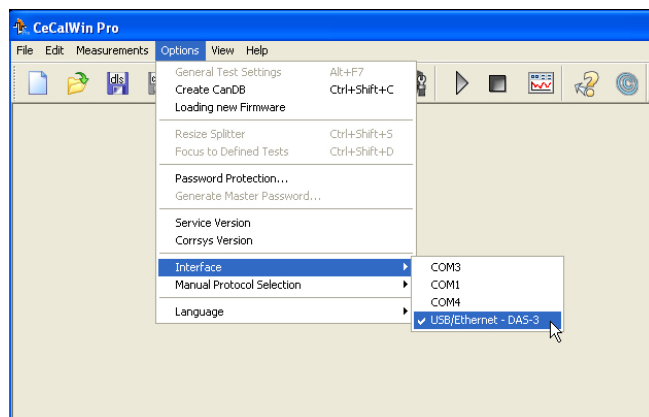 CeCalWin Pro
File Edit Measurements Options View Help
dls
General Test Settings Alt+F7
Create CanDB Ctrl+Shift+C
Loading new Firmware
Resize Splitter Ctrl+Shift+S
Focus to Defined Tests Ctrl+Shift+D
Password Protection...
Generate Master Password...
Service Version
Corrsys Version
Interface
Manual Protocol Selection
Language
COM3
COM1
COM4
USB/Ethernet - DAS-3